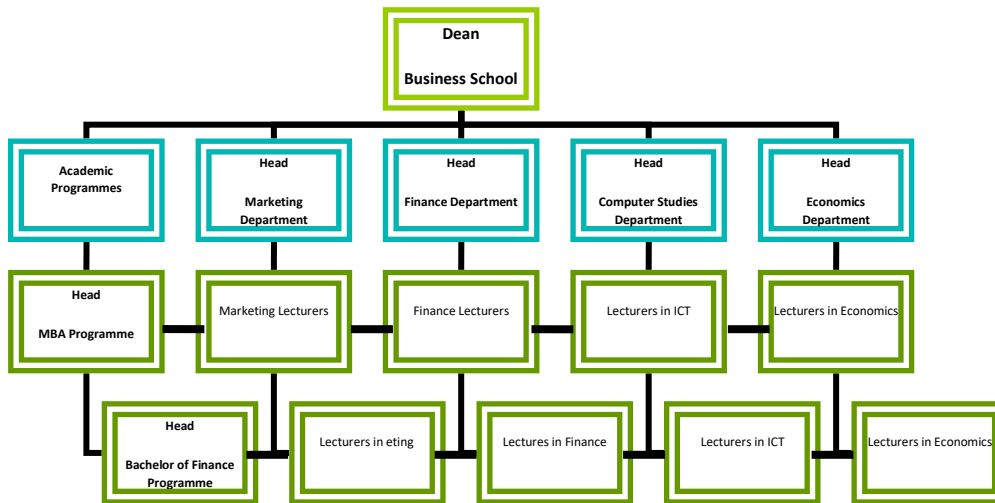 Dean
Business School
Academic
Programmes
Head
Marketing
Department
Head
Finance Department
Head
Computer Studies
Department
Head
Economics
Department
Head
MBA Programme
Marketing Lecturers
Finance Lecturers
Lecturers in ICT
Lecturers in Economics
Head
Bachelor of Finance
Programme
Lecturers in eting
Lectures in Finance
Lecturers in ICT
Lecturers in Economics